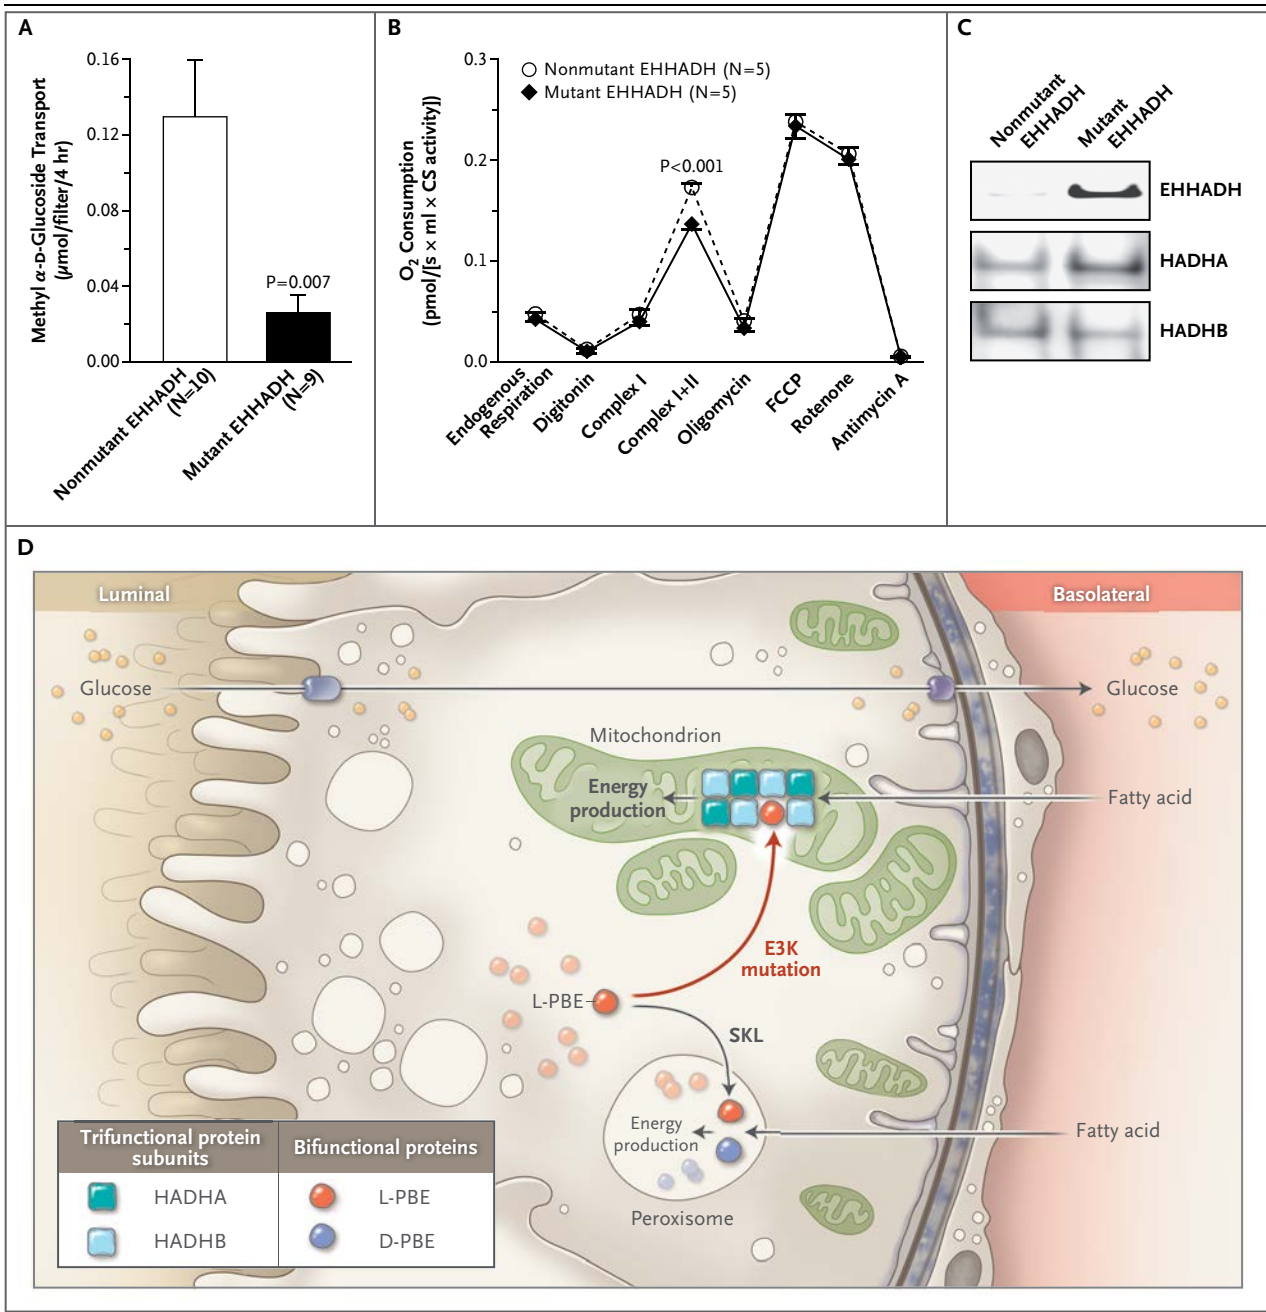 A
Methyl α-D-Glucoside Transport
(μmol/filter/4 hr)
0.16
0.12
0.08
0.04
0.00
P=0.007
Nonmutant EHHADH
(N=10)
Mutant EHHADH
(N=9)
B
O2 Consumption
(pmol/[s × ml × CS activity])
0.3
0.2
0.1
0.0
Nonmutant EHHADH (N=5)
Mutant EHHADH (N=5)
P<0.001
Endogenous
Respiration
Digitonin
Complex I
Complex I+II
Oligomycin
FCCP
Rotenone
Antimycin A
C
Nonmutant
EHHADH
Mutant
EHHADH
EHHADH
HADHA
HADHB
D
Luminal
Basolateral
Glucose
Glucose
Mitochondrion
Energy
production
Fatty acid
E3K
mutation
L-PBE
SKL
Energy
production
Fatty acid
Peroxisome
Trifunctional protein
subunits
Bifunctional proteins
HADHA
L-PBE
HADHB
D-PBE